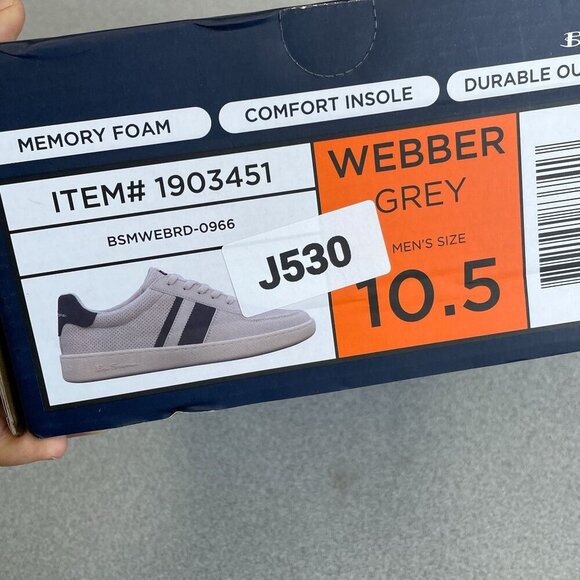 MEMORY FOAM
COMFORT INSOLE
DURABLE OU
ITEM# 1903451
BSMWEBRD-0966
WEBBER
GREY
MEN'S SIZE
10.5
J530